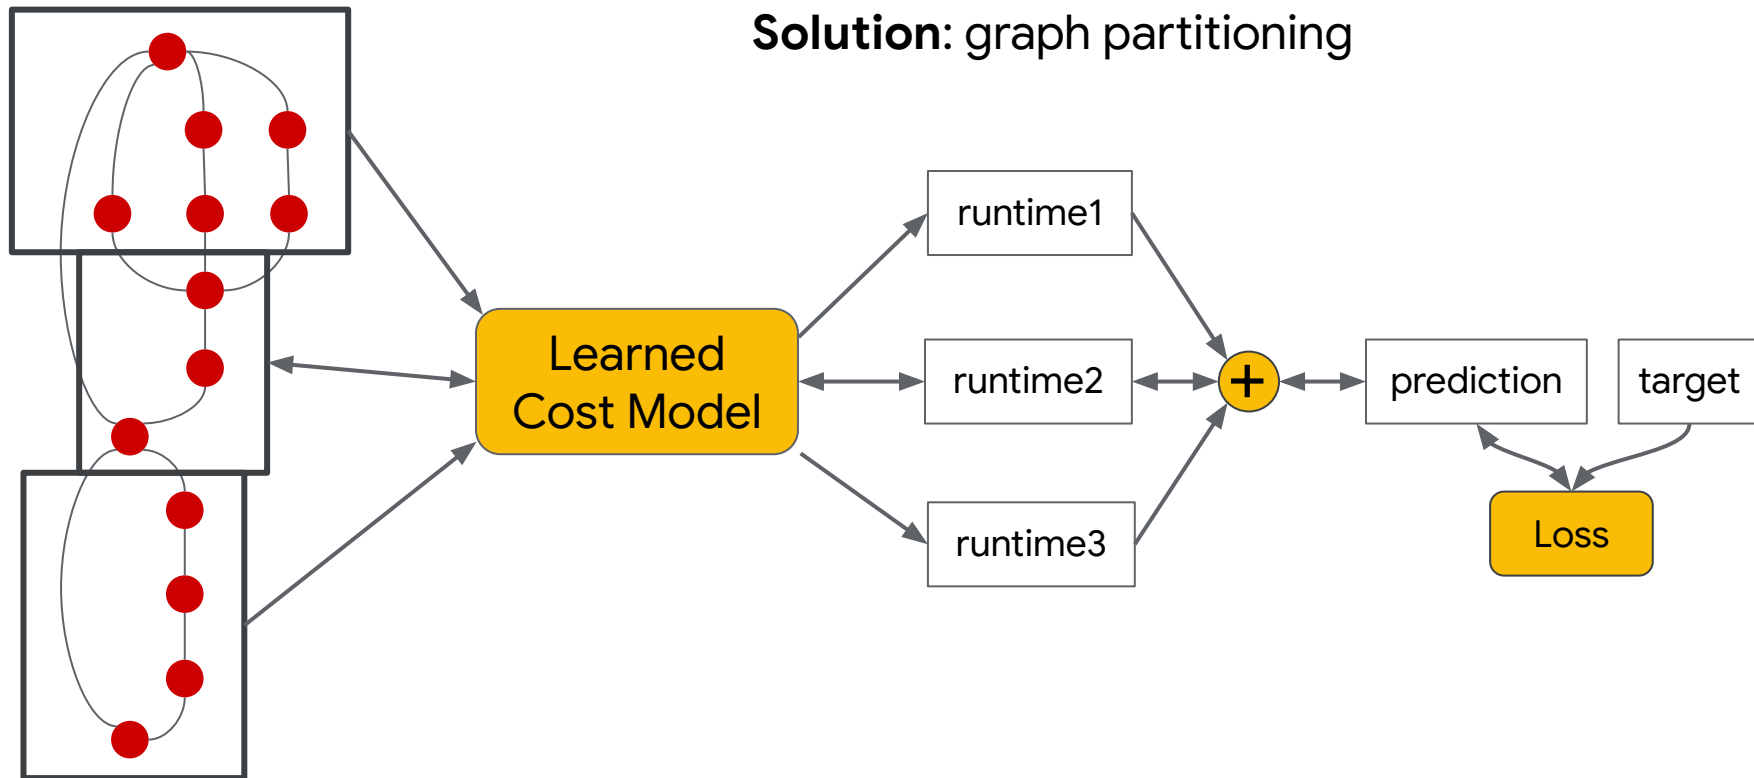 Solution: graph partitioning
runtime1
Learned
Cost Model
runtime2
+
prediction
target
runtime3
Loss